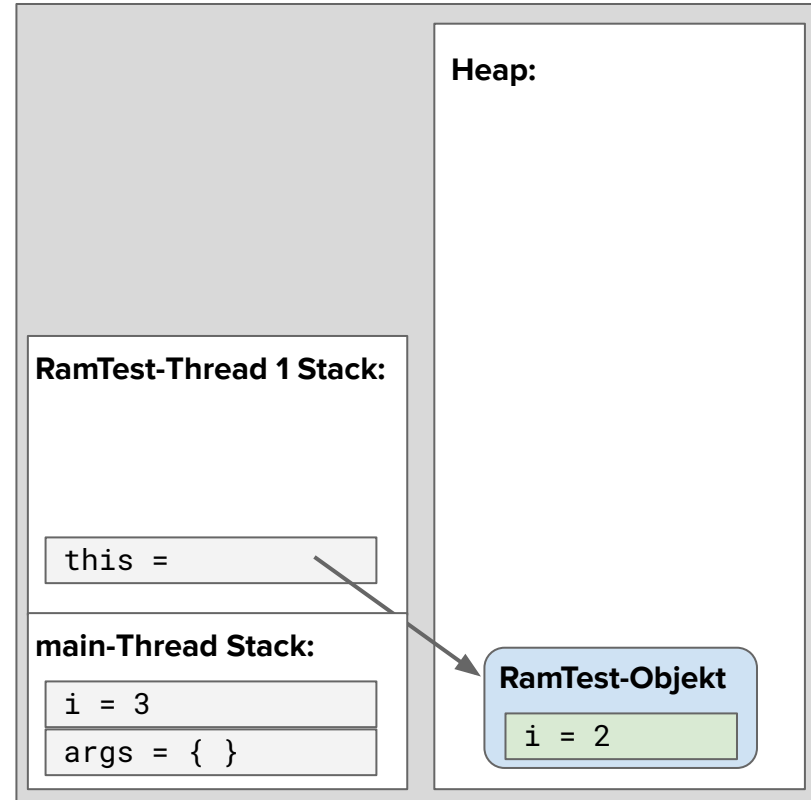 Heap:
RamTest-Thread 1 Stack:
this =
main-Thread Stack:
i = 3
args = { }
RamTest-Objekt
i = 2